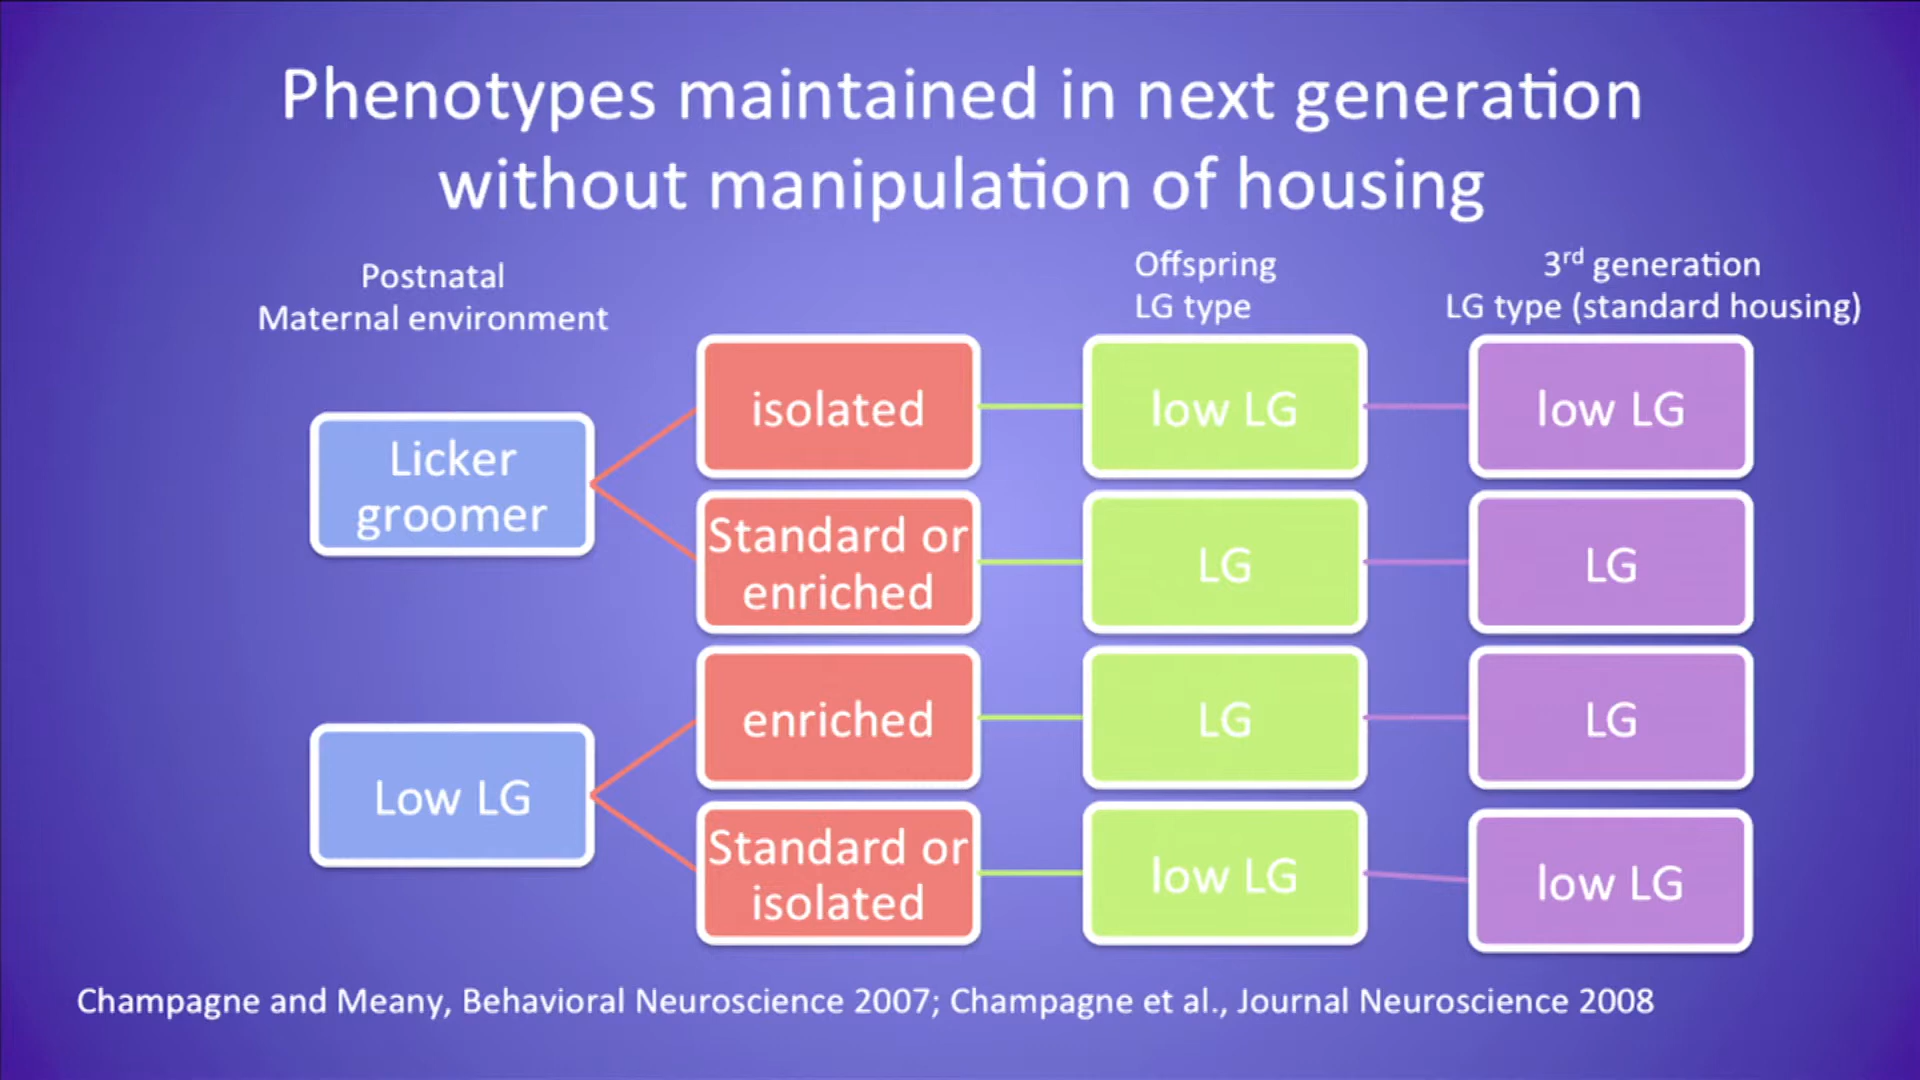 Phenotypes maintained in next generation
without manipulation of housing
Postnatal
Maternal environment
Offspring
LG type
3rd generation
LG type (standard housing)
Licker
groomer
isolated
low LG
low LG
Standard or
enriched
LG
LG
Low LG
enriched
LG
LG
Standard or
isolated
low LG
low LG
Champagne and Meany, Behavioral Neuroscience 2007; Champagne et al., Journal Neuroscience 2008